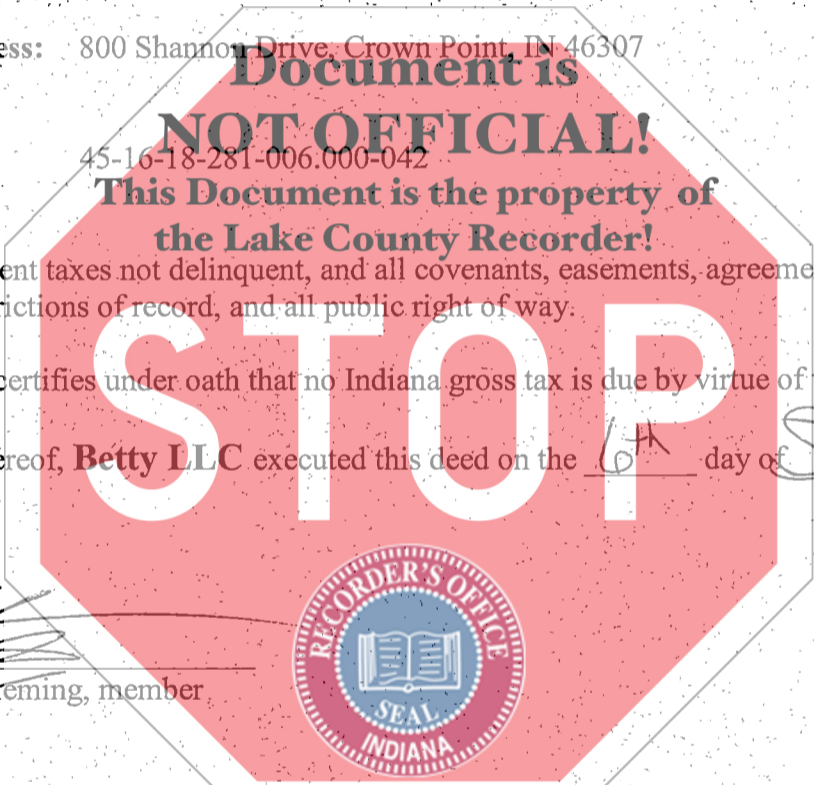 ess: 800 Shannon Drive, Crown Point, IN 46307
Document is
NOT OFFICIAL!
45-16-18-281-006.000-042
This Document is the property of
the Lake County Recorder!
ent taxes not delinquent, and all covenants, easements, agreeme
ictions of record, and all public right of way.
STOP
certifies under oath that no Indiana gross tax is due by virtue of
ereof, Betty LLC executed this deed on the 6th day of S
RECORDER'S OFFICE
SEAL
INDIANA
eming, member